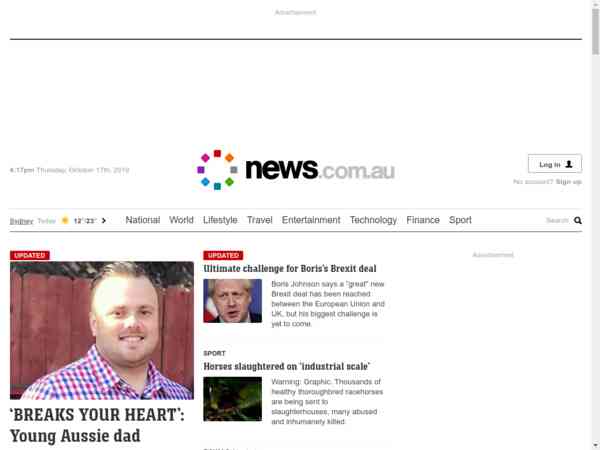 Advertisement
4:17pm Thursday, October 17th, 2019
news.com.au
Log in
No account? Sign up
Sydney Today 12°/23°
National World Lifestyle Travel Entertainment Technology Finance Sport
Search
UPDATED
‘BREAKS YOUR HEART’:
Young Aussie dad
UPDATED
Ultimate challenge for Boris’s Brexit deal
Boris Johnson says a "great" new
Brexit deal has been reached
between the European Union and
UK, but his biggest challenge is
yet to come.
SPORT
Horses slaughtered on ‘industrial scale’
Warning: Graphic. Thousands of
healthy thoroughbred racehorses
are being sent to
slaughterhouses, many abused
and inhumanely killed.
Advertisement